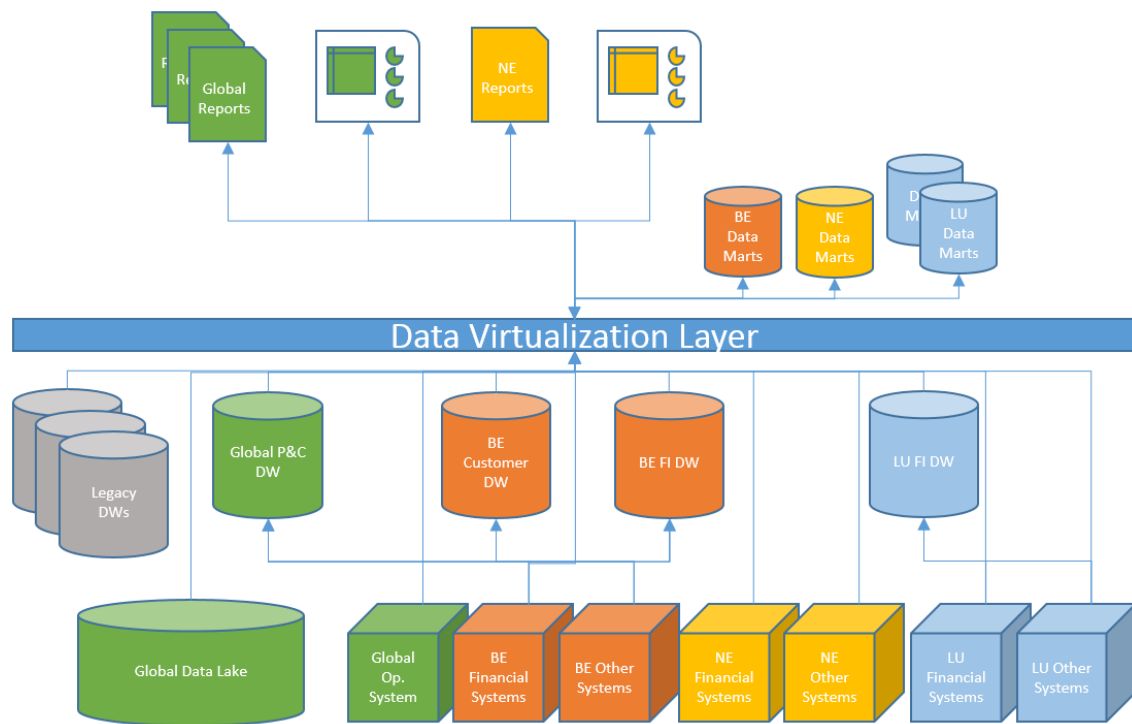 Global
Reports
Re
NE
Reports
BE
Data
Marts
NE
Data
Marts
LU
Data
Marts
D
M
Data Virtualization Layer
Legacy
DWs
Global P&C
DW
BE
Customer
DW
BE FI DW
LU FI DW
Global Data Lake
Global
Op.
System
BE
Financial
Systems
BE Other
Systems
NE
Financial
Systems
NE
Other
Systems
LU
Financial
Systems
LU Other
Systems